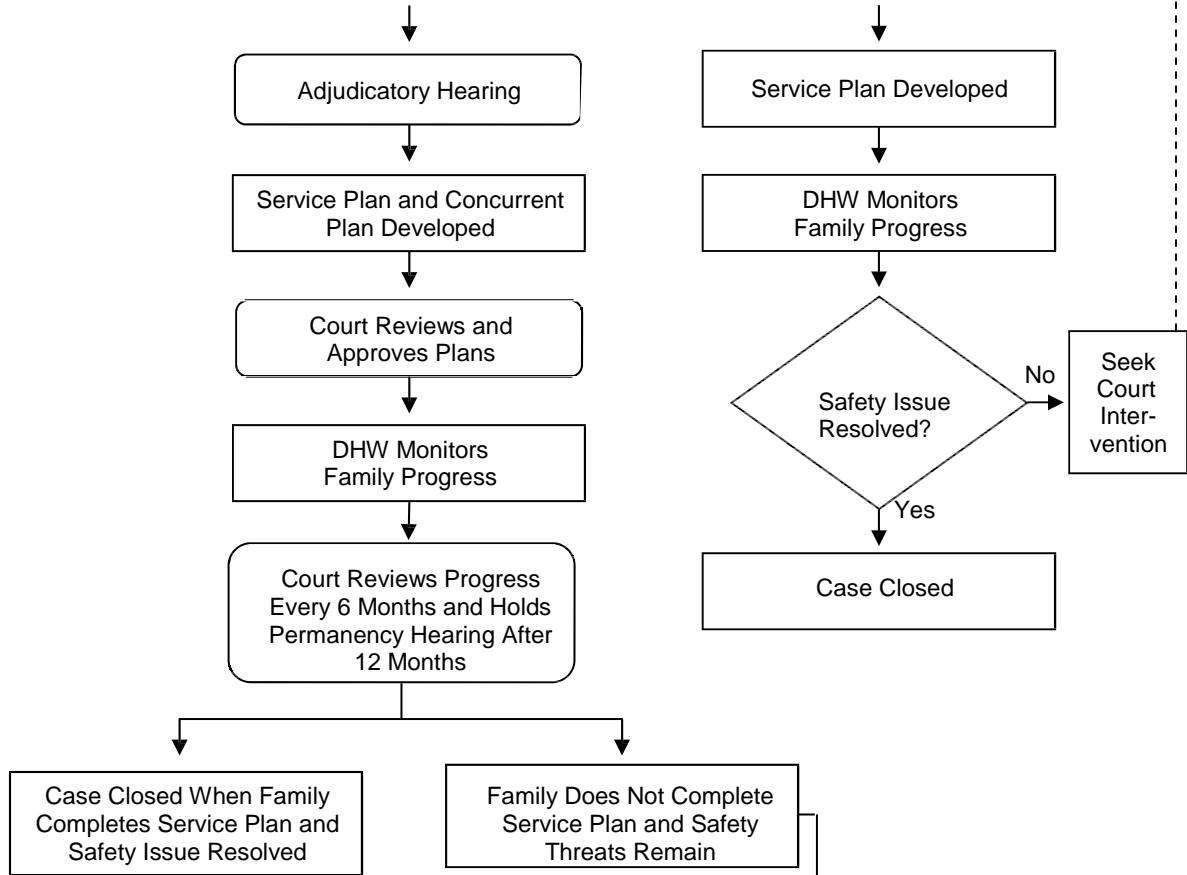 Adjudicatory Hearing
Service Plan and Concurrent
Plan Developed
Court Reviews and
Approves Plans
DHW Monitors
Family Progress
Court Reviews Progress
Every 6 Months and Holds
Permanency Hearing After
12 Months
Case Closed When Family
Completes Service Plan and
Safety Issue Resolved
Family Does Not Complete
Service Plan and Safety
Threats Remain
Service Plan Developed
DHW Monitors
Family Progress
Safety Issue
Resolved?
No
Seek
Court
Inter-
vention
Yes
Case Closed